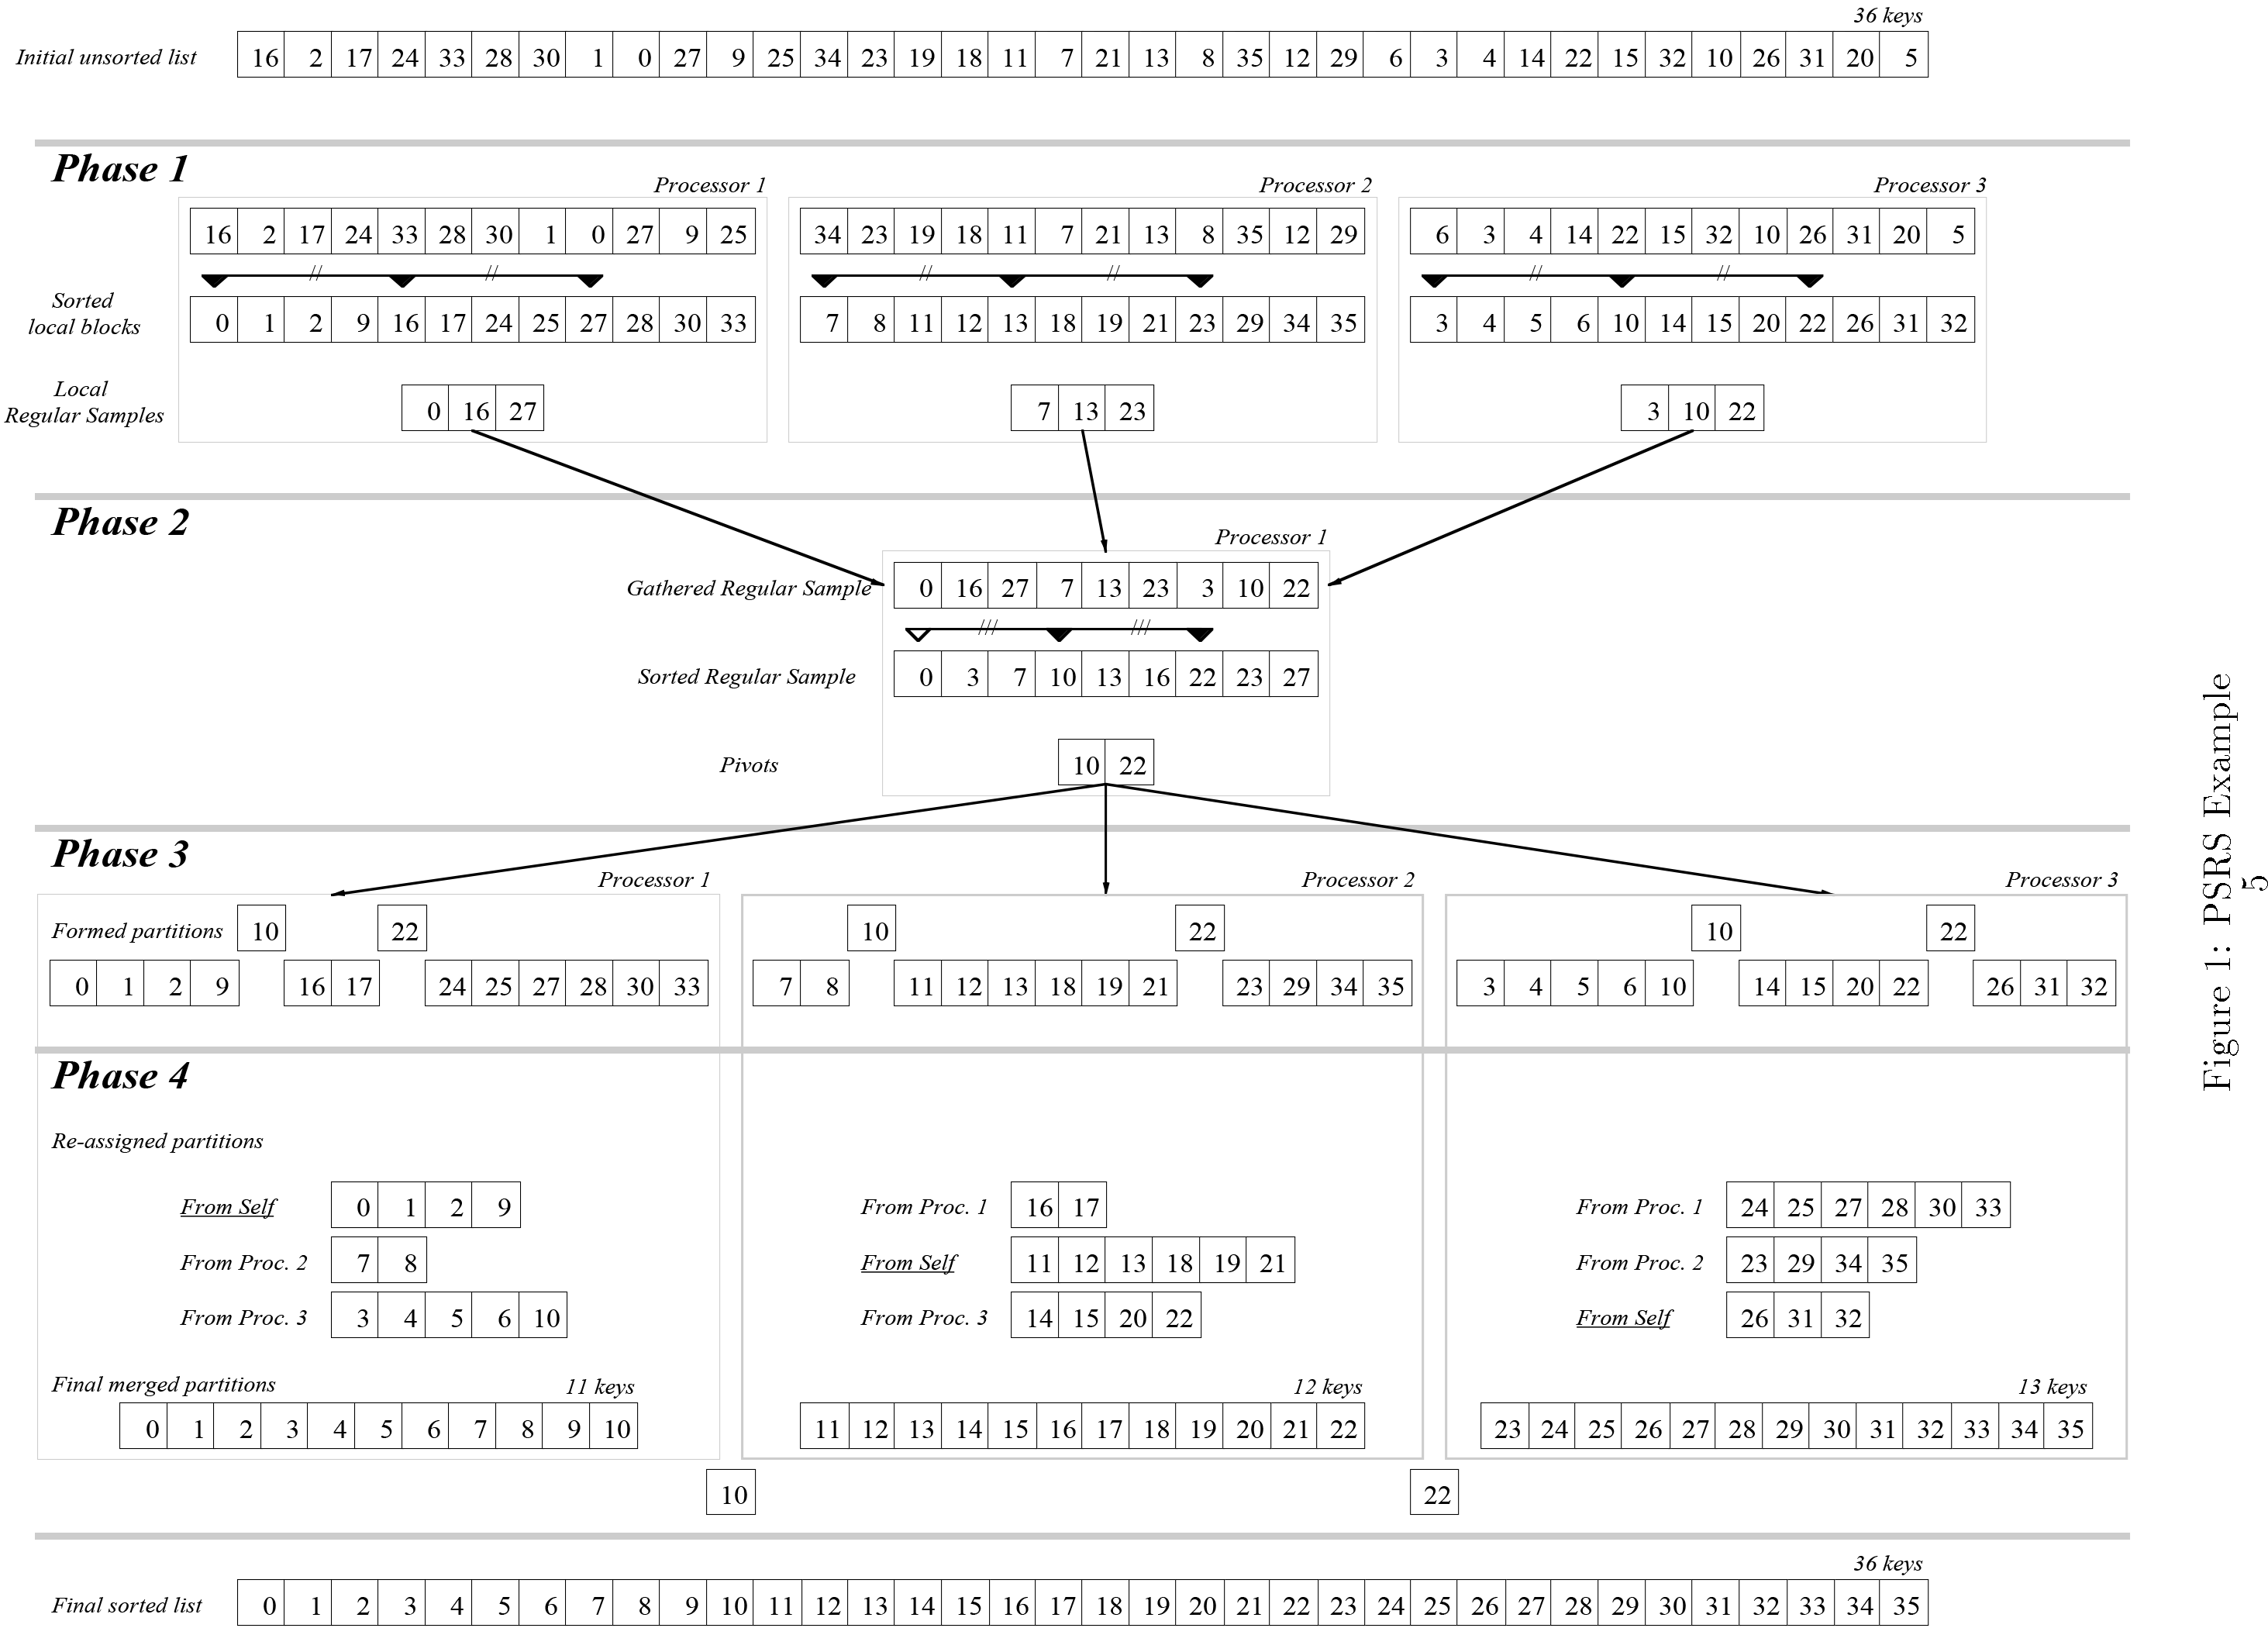 36 keys
Initial unsorted list 16 2 17 24 33 28 30 1 0 27 9 25 34 23 19 18 11 7 21 13 8 35 12 29 6 3 4 14 22 15 32 10 26 31 20 5
Phase 1
Processor 1 Processor 2 Processor 3
16 2 17 24 33 28 30 1 0 27 9 25 34 23 19 18 11 7 21 13 8 35 12 29 6 3 4 14 22 15 32 10 26 31 20 5
// // // // // //
Sorted
local blocks 0 1 2 9 16 17 24 25 27 28 30 33 7 8 11 12 13 18 19 21 23 29 34 35 3 4 5 6 10 14 15 20 22 26 31 32
Local
Regular Samples 0 16 27 7 13 23 3 10 22
Phase 2
Processor 1
Gathered Regular Sample 0 16 27 7 13 23 3 10 22
/// ///
Sorted Regular Sample 0 3 7 10 13 16 22 23 27
Pivots 10 22
Phase 3
Processor 1 Processor 2 Processor 3
Formed partitions 10 22 10 22 10 22
0 1 2 9 16 17 24 25 27 28 30 33 7 8 11 12 13 18 19 21 23 29 34 35 3 4 5 6 10 14 15 20 22 26 31 32
Phase 4
Re-assigned partitions
From Self 0 1 2 9 From Proc. 1 16 17 From Proc. 1 24 25 27 28 30 33
From Proc. 2 7 8 From Self 11 12 13 18 19 21 From Proc. 2 23 29 34 35
From Proc. 3 3 4 5 6 10 From Proc. 3 14 15 20 22 From Self 26 31 32
Final merged partitions 11 keys 12 keys 13 keys
0 1 2 3 4 5 6 7 8 9 10 11 12 13 14 15 16 17 18 19 20 21 22 23 24 25 26 27 28 29 30 31 32 33 34 35
10 22
36 keys
Final sorted list 0 1 2 3 4 5 6 7 8 9 10 11 12 13 14 15 16 17 18 19 20 21 22 23 24 25 26 27 28 29 30 31 32 33 34 35
Figure 1: PSRS Example
5